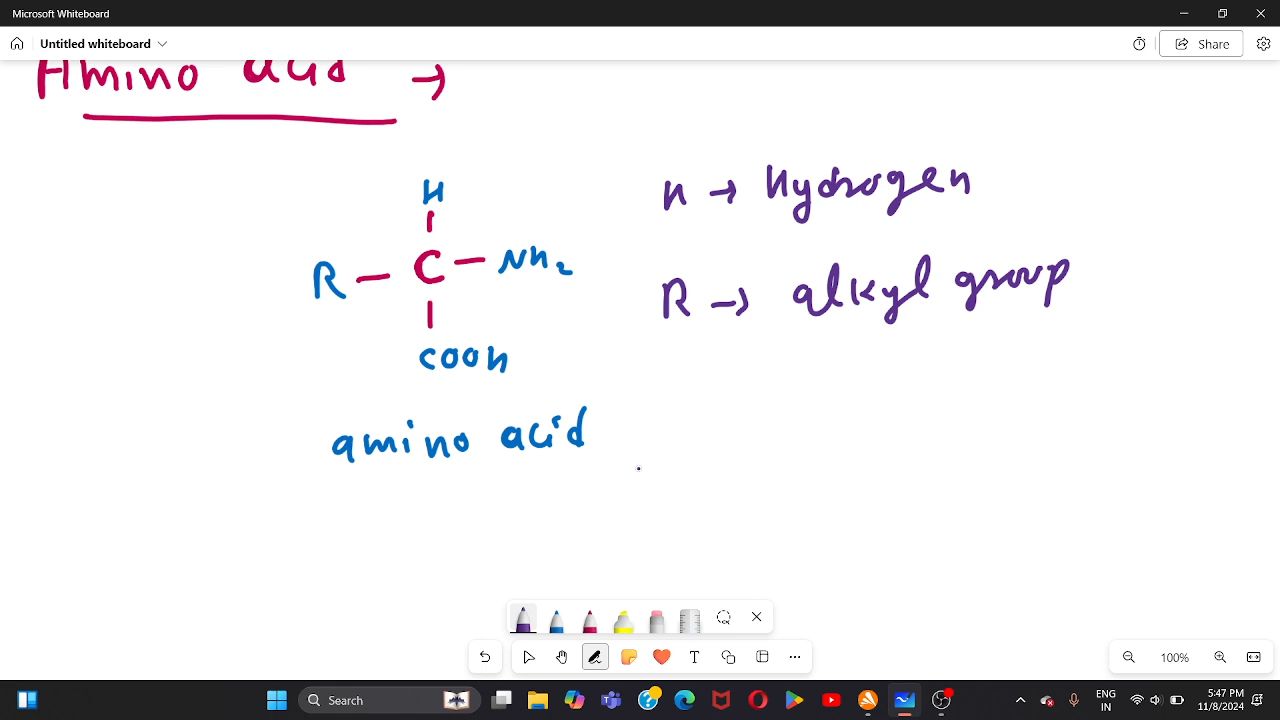 Microsoft Whiteboard
Untitled whiteboard
Share
Amino acid →
H
R - C - NH2
COOH
amino acid
H → Hydrogen
R → alkyl group
100%
Search
ENG
IN
5:47 PM
11/8/2024